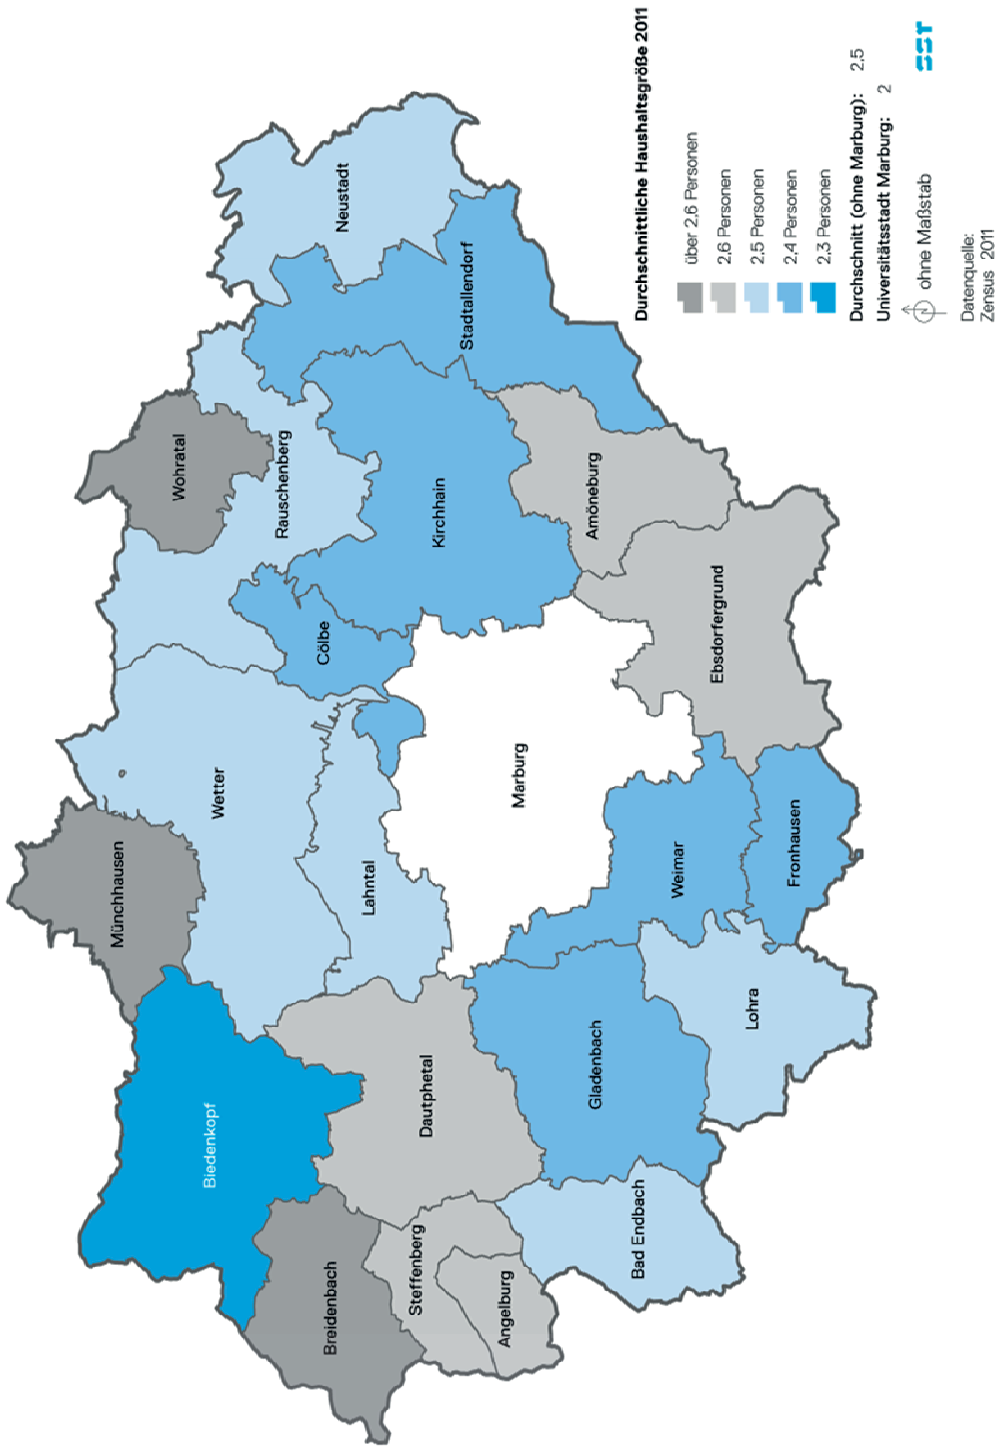 Münchhausen
Biedenkopf
Wetter
Wohratal
Rauschenberg
Neustadt
Breidenbach
Lahntal
Cölbe
Steffenberg
Dautphetal
Kirchhain
Stadtallendorf
Angelburg
Marburg
Amöneburg
Bad Endbach
Gladenbach
Weimar
Ebsdorfergrund
Lohra
Fronhausen
Durchschnittliche Haushaltsgröße 2011
über 2,6 Personen
2,6 Personen
2,5 Personen
2,4 Personen
2,3 Personen
Durchschnitt (ohne Marburg): 2,5
Universitätsstadt Marburg: 2
N ohne Maßstab
SST
Datenquelle:
Zensus 2011